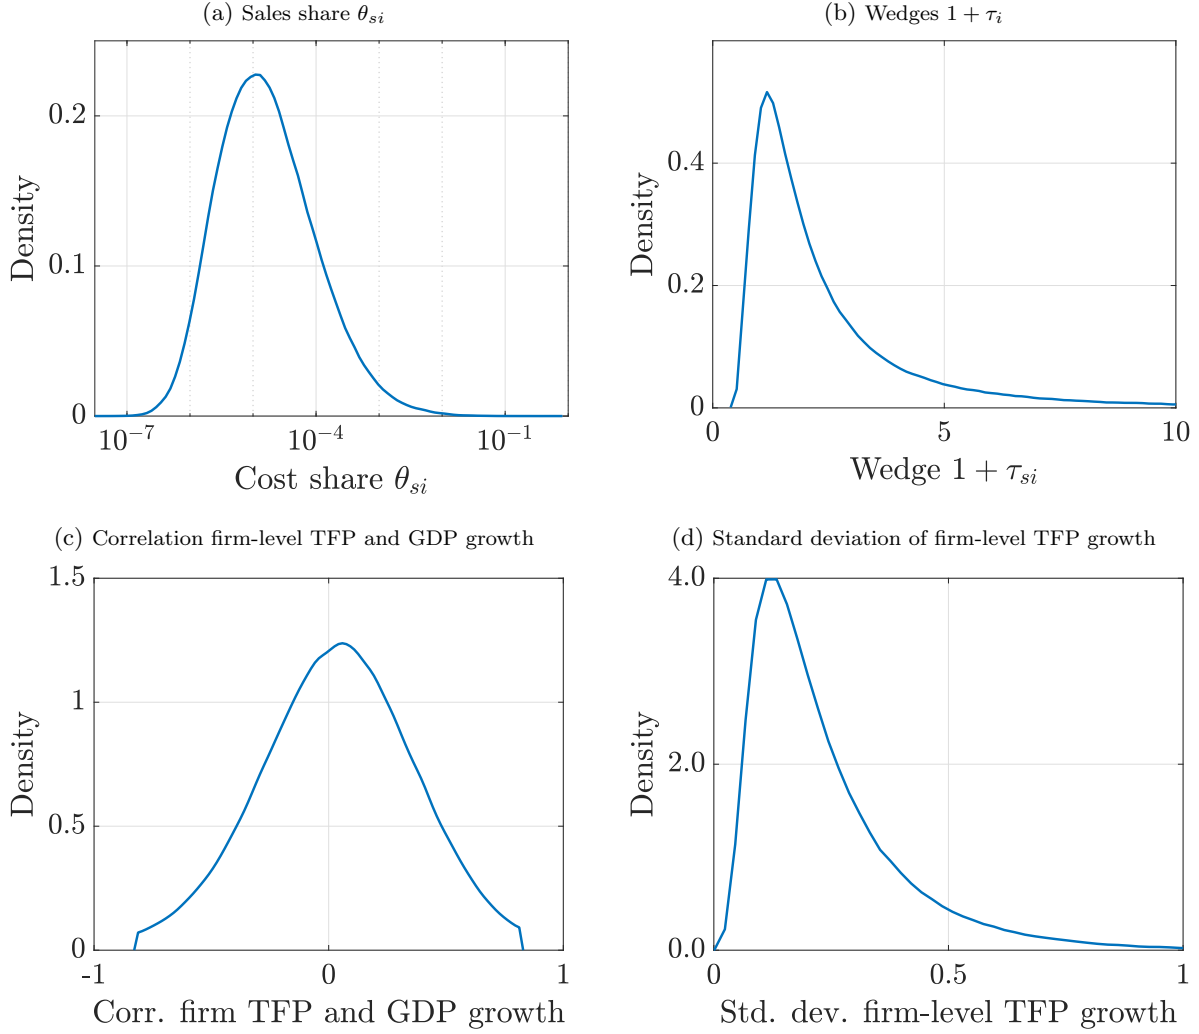 (a) Sales share θsi
Density
0.2
0.1
0
10−7
10−4
10−1
Cost share θsi
(b) Wedges 1 + τi
Density
0.4
0.2
0
0
5
10
Wedge 1 + τsi
(c) Correlation firm-level TFP and GDP growth
Density
1.5
1
0.5
0
-1
0
1
Corr. firm TFP and GDP growth
(d) Standard deviation of firm-level TFP growth
Density
4.0
2.0
0.0
0
0.5
1
Std. dev. firm-level TFP growth